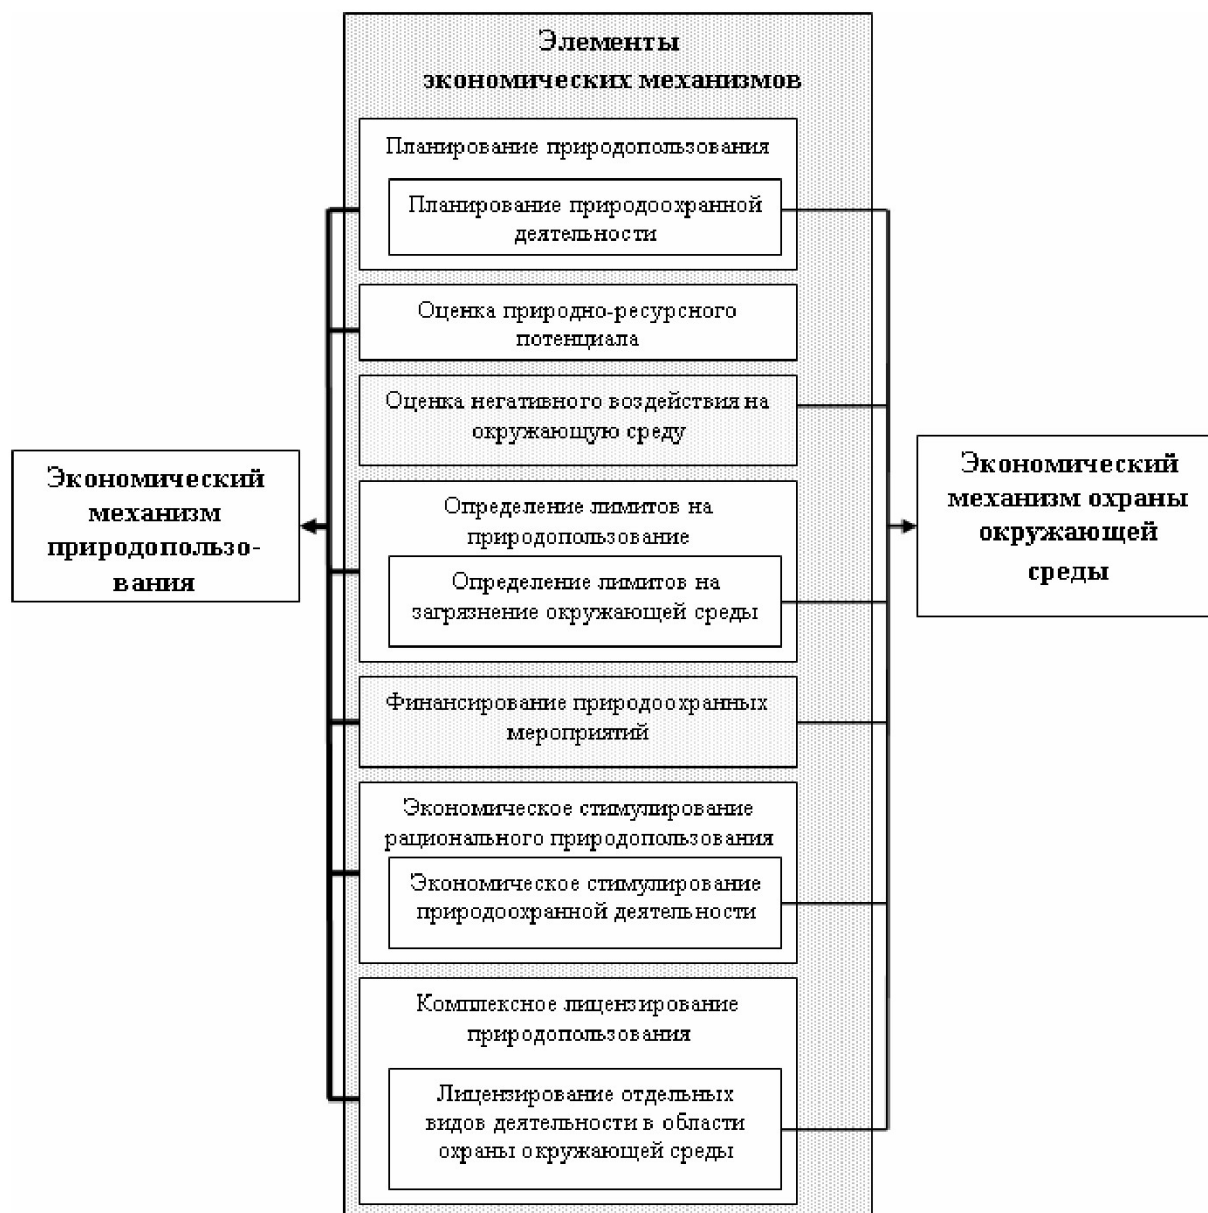 Элементы
экономических механизмов
Планирование природопользования
Планирование природоохранной
деятельности
Оценка природно-ресурсного
потенциала
Оценка негативного воздействия на
окружающую среду
Экономический
механизм
природопользо-
вания
Экономический
механизм охраны
окружающей
среды
Определение лимитов на
природопользование
Определение лимитов на
загрязнение окружающей среды
Финансирование природоохранных
мероприятий
Экономическое стимулирование
рационального природопользования
Экономическое стимулирование
природоохранной деятельности
Комплексное лицензирование
природопользования
Лицензирование отдельных
видов деятельности в области
охраны окружающей среды